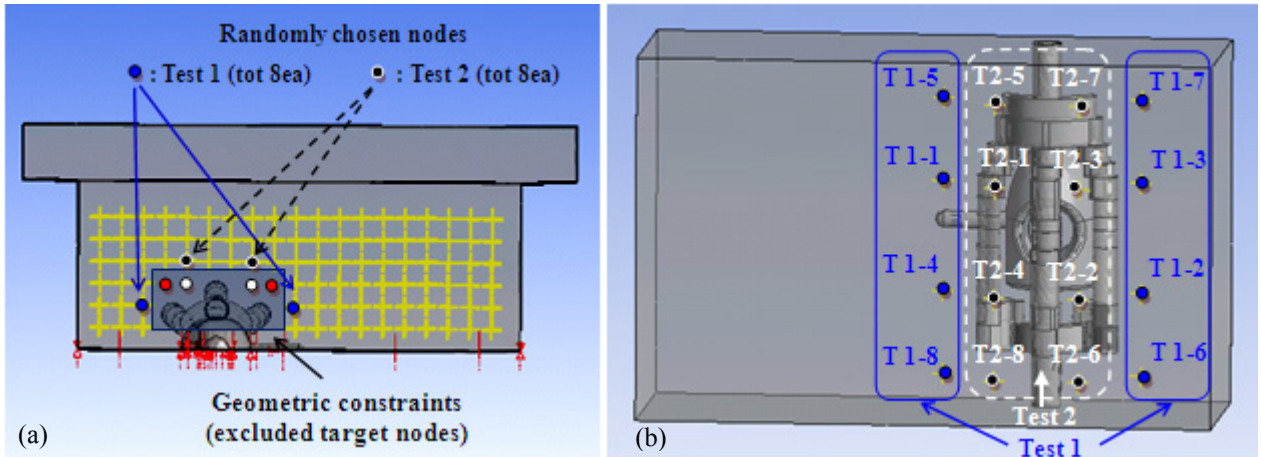 Randomly chosen nodes
: Test 1 (tot 8ea)
: Test 2 (tot 8ea)
Geometric constraints
(excluded target nodes)
(a)
T 1-5
T2-5
T2-7
T 1-7
T 1-1
T2-1
T2-3
T 1-3
T 1-4
T2-4
T2-2
T 1-2
T 1-8
T2-8
T2-6
T 1-6
Test 2
Test 1
(b)